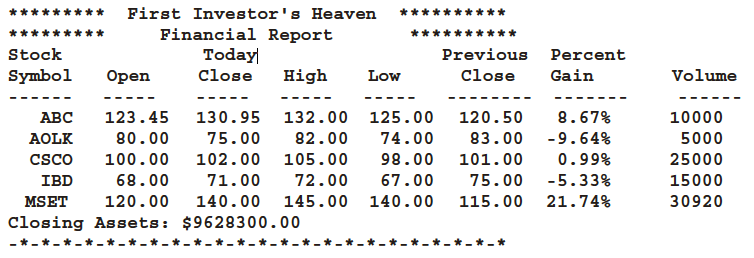 *********  First Investor's Heaven  **********
*********     Financial Report       **********
Stock             Today                 Previous  Percent
Symbol   Open    Close   High    Low      Close   Gain       Volume
------   -----   -----   -----   -----   --------  -------     ------
ABC   123.45  130.95  132.00  125.00  120.50   8.67%     10000
AOLK   80.00   75.00   82.00   74.00   83.00  -9.64%      5000
CSCO  100.00  102.00  105.00   98.00  101.00   0.99%     25000
IBD   68.00   71.00   72.00   67.00   75.00  -5.33%     15000
MSET  120.00  140.00  145.00  140.00  115.00  21.74%     30920
Closing Assets: $9628300.00
-*-*-*-*-*-*-*-*-*-*-*-*-*-*-*-*-*-*-*-*-*-*-*